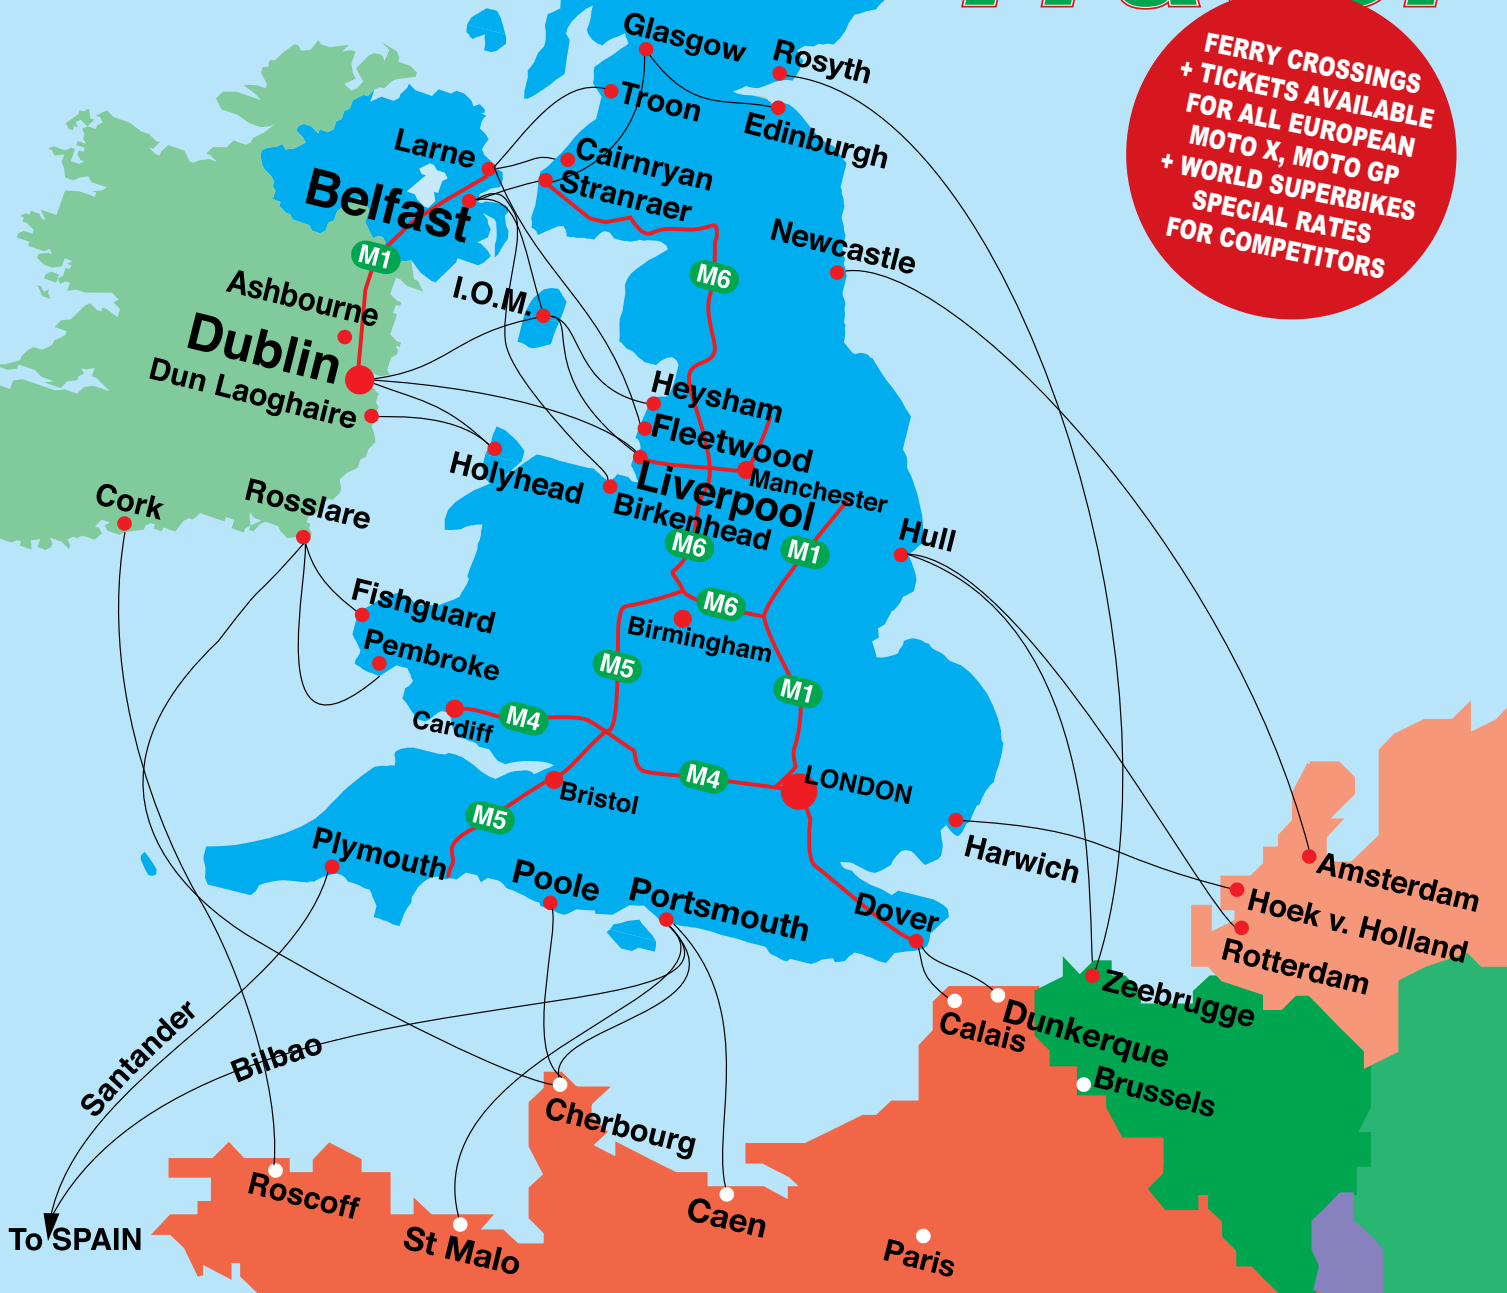 FERRY CROSSINGS
+ TICKETS AVAILABLE
FOR ALL EUROPEAN
MOTO X, MOTO GP
+ WORLD SUPERBIKES
SPECIAL RATES
FOR COMPETITORS
Glasgow
Rosyth
Troon
Edinburgh
Larne
Cairnryan
Stranraer
Belfast
M1
Newcastle
M6
Ashbourne
I.O.M.
Dublin
Dun Laoghaire
Heysham
Fleetwood
Holyhead
Liverpool
Manchester
Birkenhead
Cork
Rosslare
M6
M1
Hull
Fishguard
M6
Birmingham
Pembroke
M5
M1
Cardiff
M4
M4
LONDON
Bristol
M5
Plymouth
Poole
Portsmouth
Harwich
Dover
Amsterdam
Hoek v. Holland
Rotterdam
Zeebrugge
Calais
Dunkerque
Brussels
Santander
Bilbao
Cherbourg
Roscoff
St Malo
Caen
Paris
To SPAIN